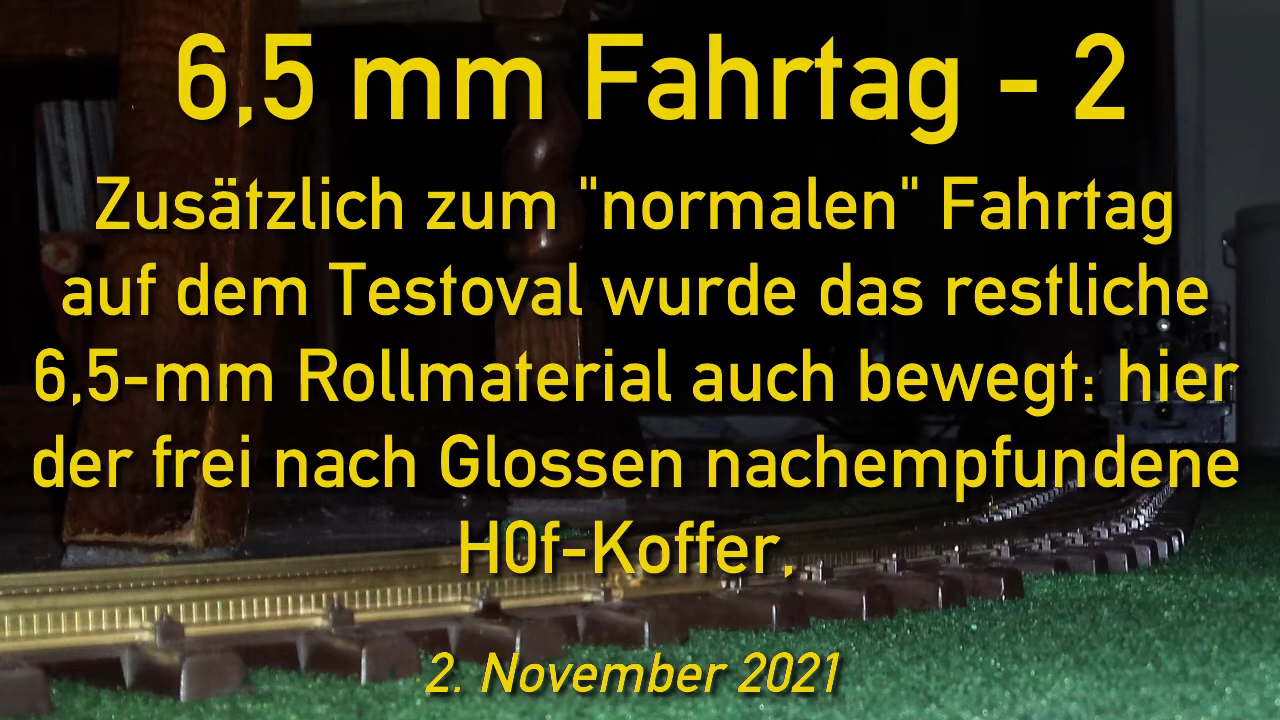 6,5 mm Fahrtag - 2
Zusätzlich zum "normalen" Fahrtag
auf dem Testoval wurde das restliche
6,5-mm Rollmaterial auch bewegt: hier
der frei nach Glossen nachempfundene
H0f-Koffer.
2. November 2021